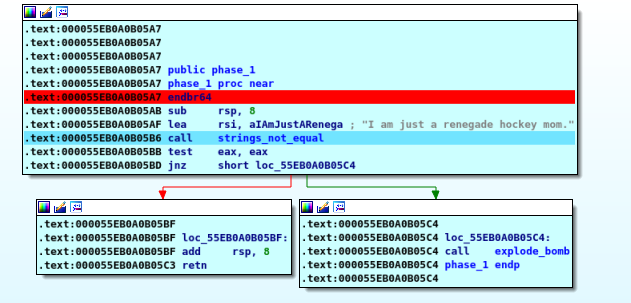 .text:000055EB0A0B05A7
.text:000055EB0A0B05A7
.text:000055EB0A0B05A7
.text:000055EB0A0B05A7 public phase_1
.text:000055EB0A0B05A7 phase_1 proc near
.text:000055EB0A0B05A7 endbr64
.text:000055EB0A0B05AB sub rsp, 8
.text:000055EB0A0B05AF lea rsi, aIAmJustARenega ; "I am just a renegade hockey mom."
.text:000055EB0A0B05B6 call strings_not_equal
.text:000055EB0A0B05BB test eax, eax
.text:000055EB0A0B05BD jnz short loc_55EB0A0B05C4
.text:000055EB0A0B05BF
.text:000055EB0A0B05BF loc_55EB0A0B05BF:
.text:000055EB0A0B05BF add rsp, 8
.text:000055EB0A0B05C3 retn
.text:000055EB0A0B05C4
.text:000055EB0A0B05C4 loc_55EB0A0B05C4:
.text:000055EB0A0B05C4 call explode_bomb
.text:000055EB0A0B05C4 phase_1 endp
.text:000055EB0A0B05C4